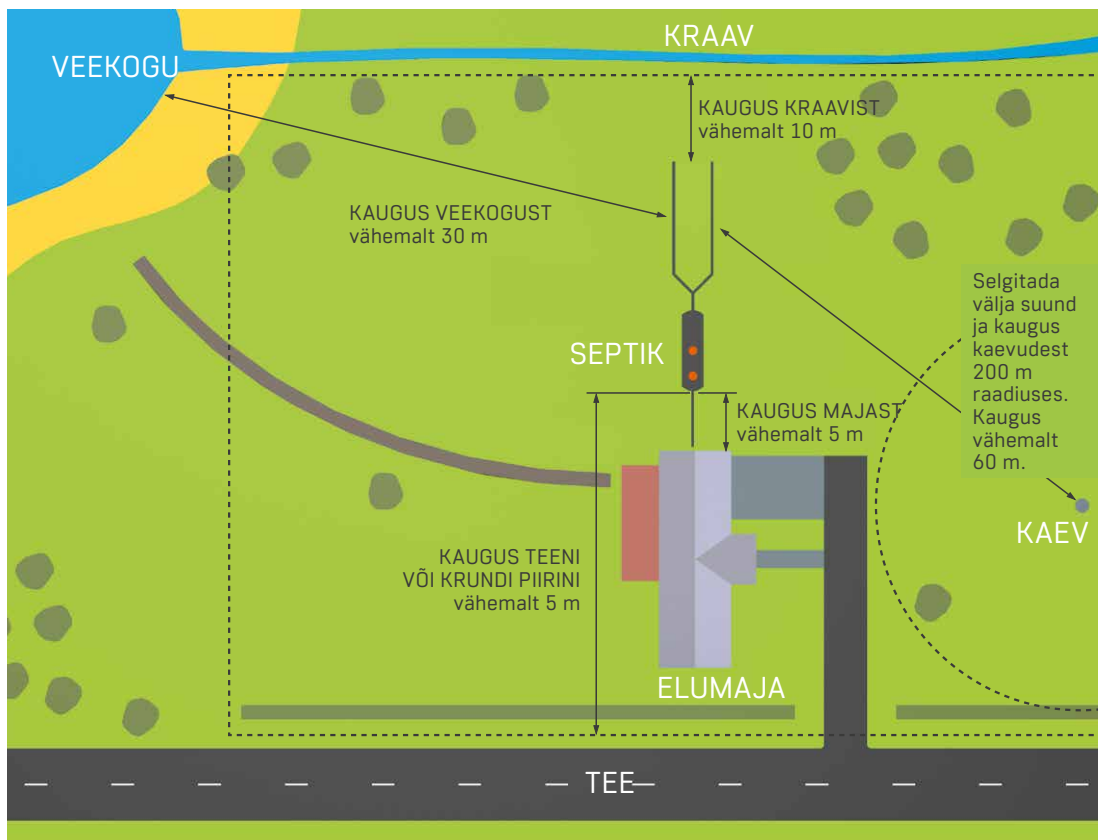 KRAAV
VEEKOGU
KAUGUS KRAAVIST
vähemalt 10 m
KAUGUS VEEKOGUST
vähemalt 30 m
Selgitada
välja suund
ja kaugus
kaevudest
200 m
raadiuses.
Kaugus
vähemalt
60 m.
SEPTIK
KAUGUS MAJAST
vähemalt 5 m
KAEV
KAUGUS TEENI
VÕI KRUNDI PIIRINI
vähemalt 5 m
ELUMAJA
TEE